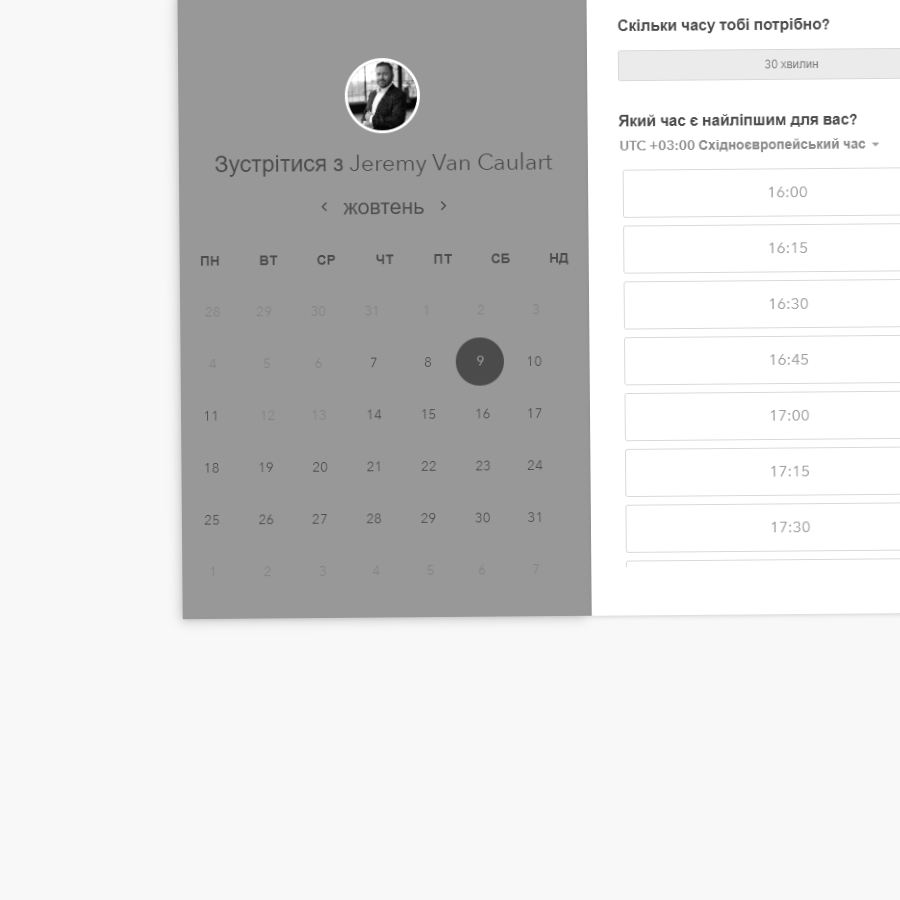 Зустрітися з Jeremy Van Caulart
жовтень
ПН ВТ СР ЧТ ПТ СБ НД
28 29 30 31 1 2 3
4 5 6 7 8 9 10
11 12 13 14 15 16 17
18 19 20 21 22 23 24
25 26 27 28 29 30 31
1 2 3 4 5 6 7
Скільки часу тобі потрібно?
30 хвилин
Який час є найліпшим для вас?
UTC +03:00 Східноєвропейський час
16:00
16:15
16:30
16:45
17:00
17:15
17:30